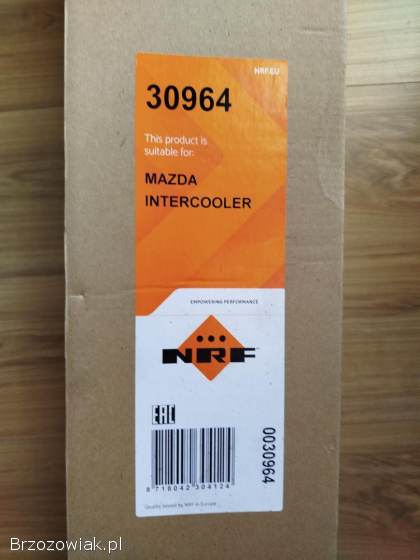 NRF.EU
30964
This product is
suitable for:
MAZDA
INTERCOOLER
EMPOWERING PERFORMANCE
NRF
EAC
0030964
8 718042 304124
Quality tested by NRF in Europe
Brzozowiak.pl